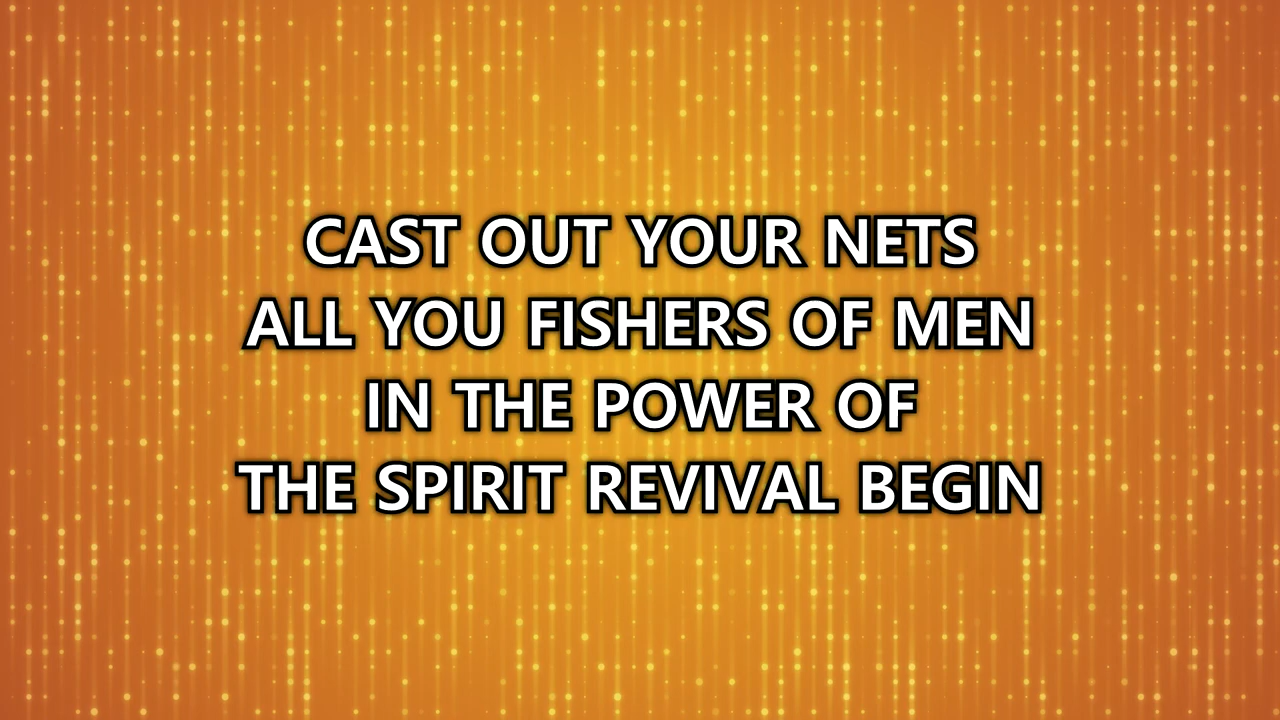 CAST OUT YOUR NETS
ALL YOU FISHERS OF MEN
IN THE POWER OF
THE SPIRIT REVIVAL BEGIN